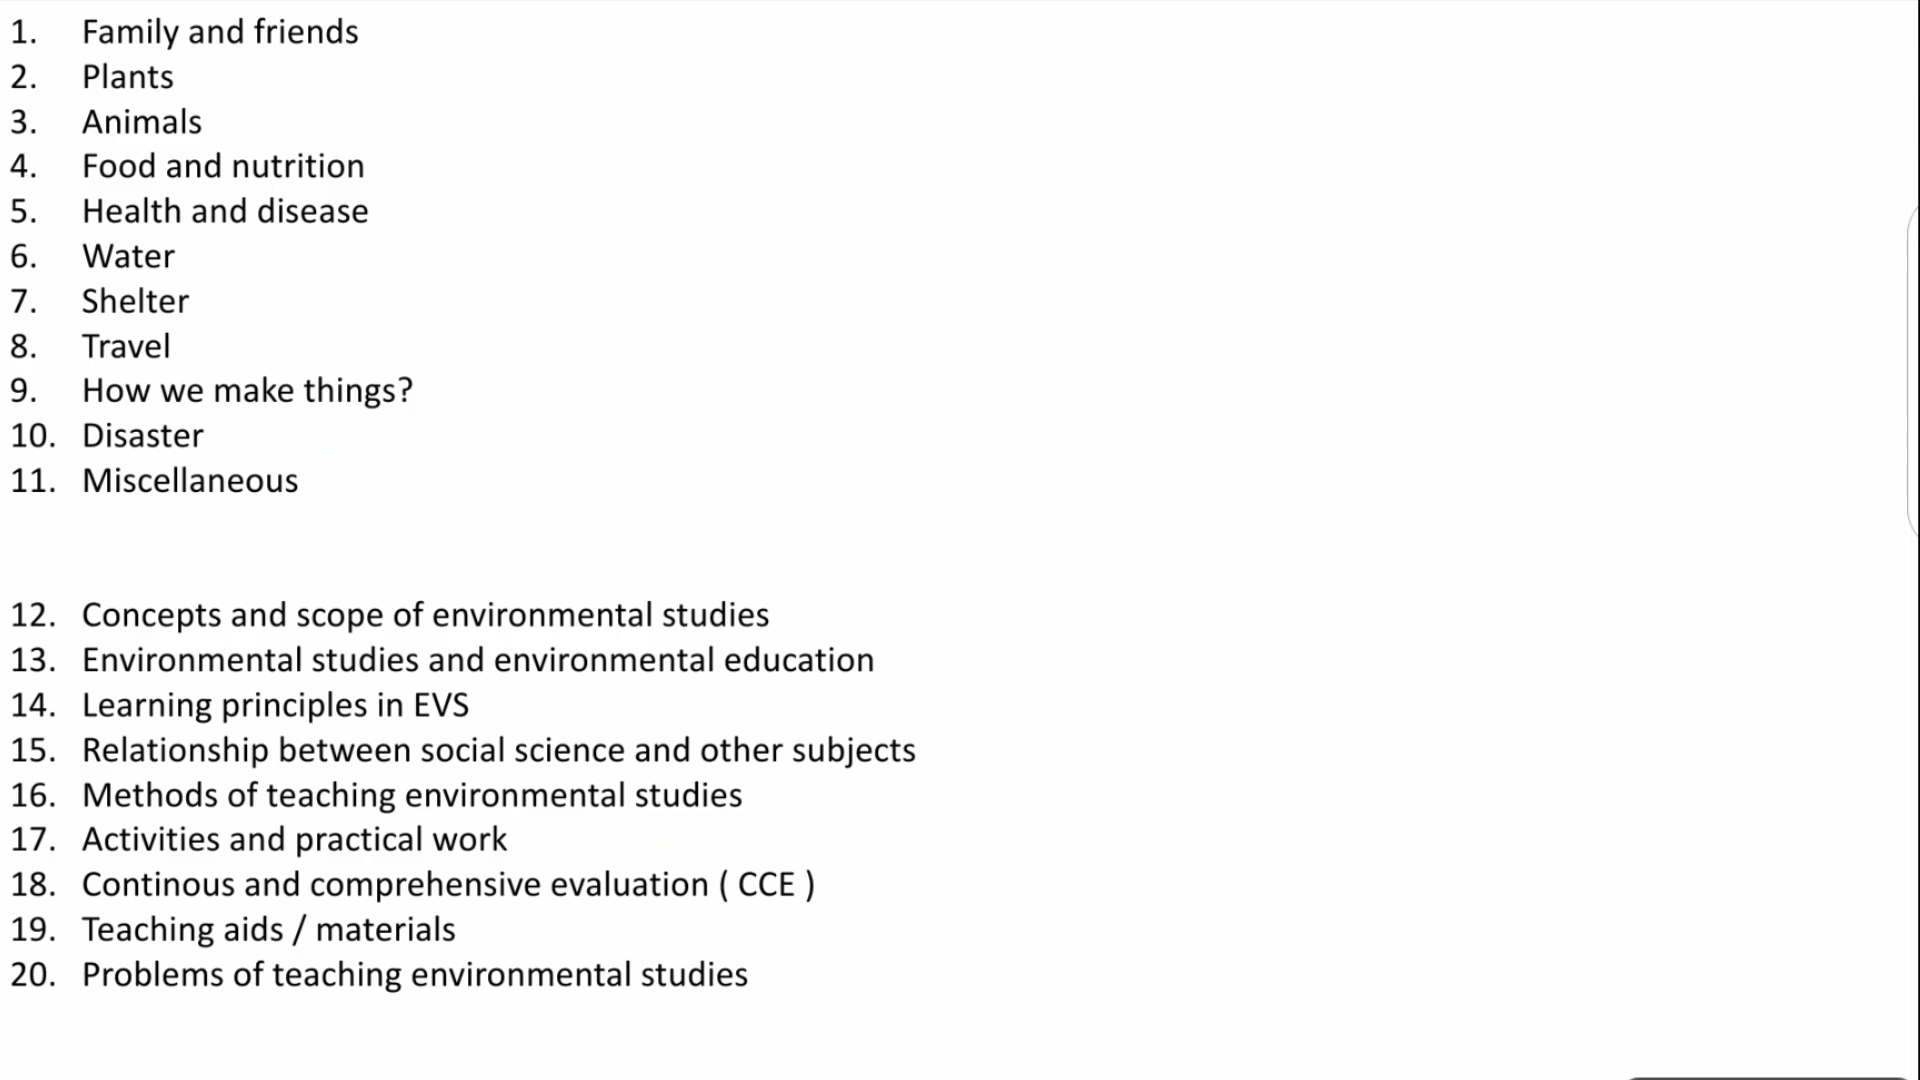 1. Family and friends
2. Plants
3. Animals
4. Food and nutrition
5. Health and disease
6. Water
7. Shelter
8. Travel
9. How we make things?
10. Disaster
11. Miscellaneous
12. Concepts and scope of environmental studies
13. Environmental studies and environmental education
14. Learning principles in EVS
15. Relationship between social science and other subjects
16. Methods of teaching environmental studies
17. Activities and practical work
18. Continous and comprehensive evaluation ( CCE )
19. Teaching aids / materials
20. Problems of teaching environmental studies